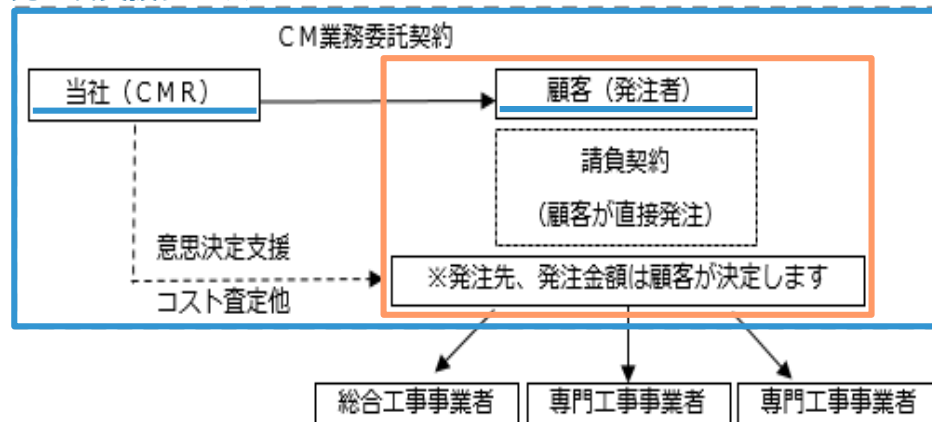 CM業務委託契約
当社（CMR）
顧客（発注者）
請負契約
（顧客が直接発注）
意思決定支援
コスト査定他
※発注先、発注金額は顧客が決定します
総合工事事業者
専門工事事業者
専門工事事業者